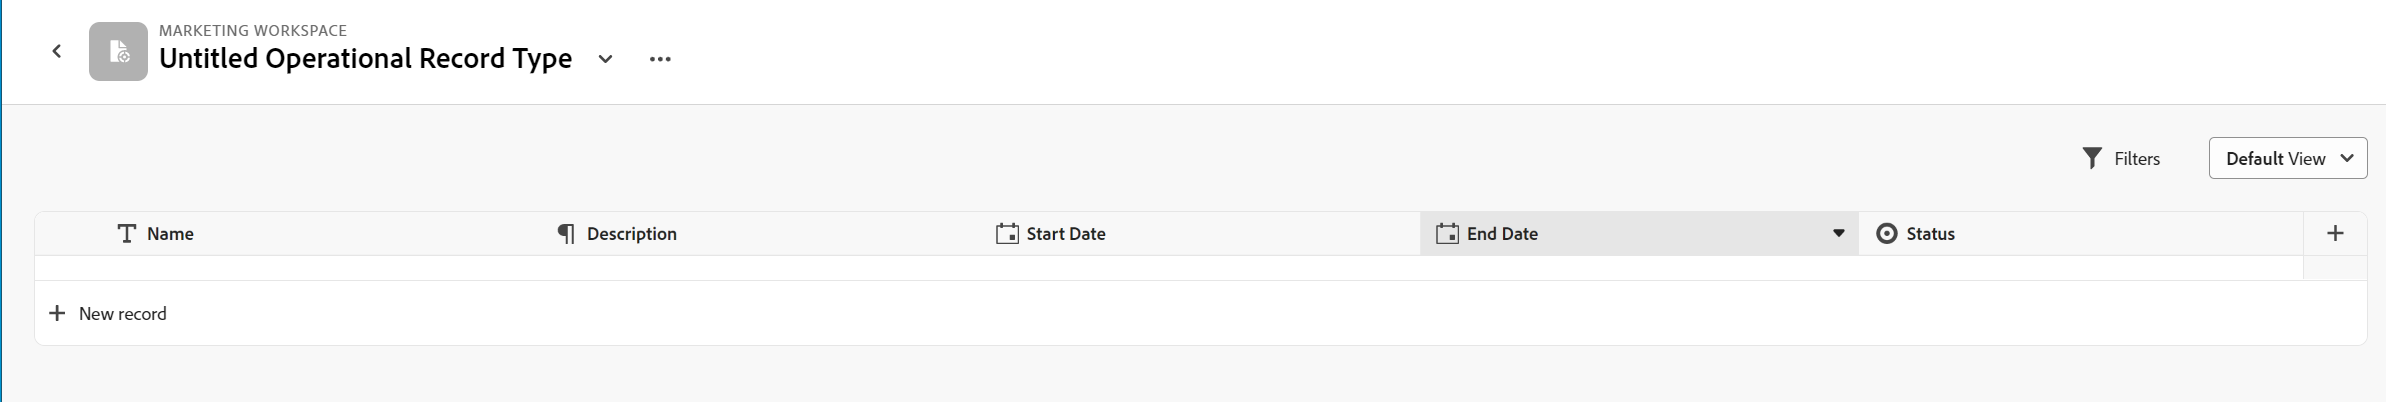 MARKETING WORKSPACE
Untitled Operational Record Type
Filters
Default View
Name Description Start Date End Date Status
New record